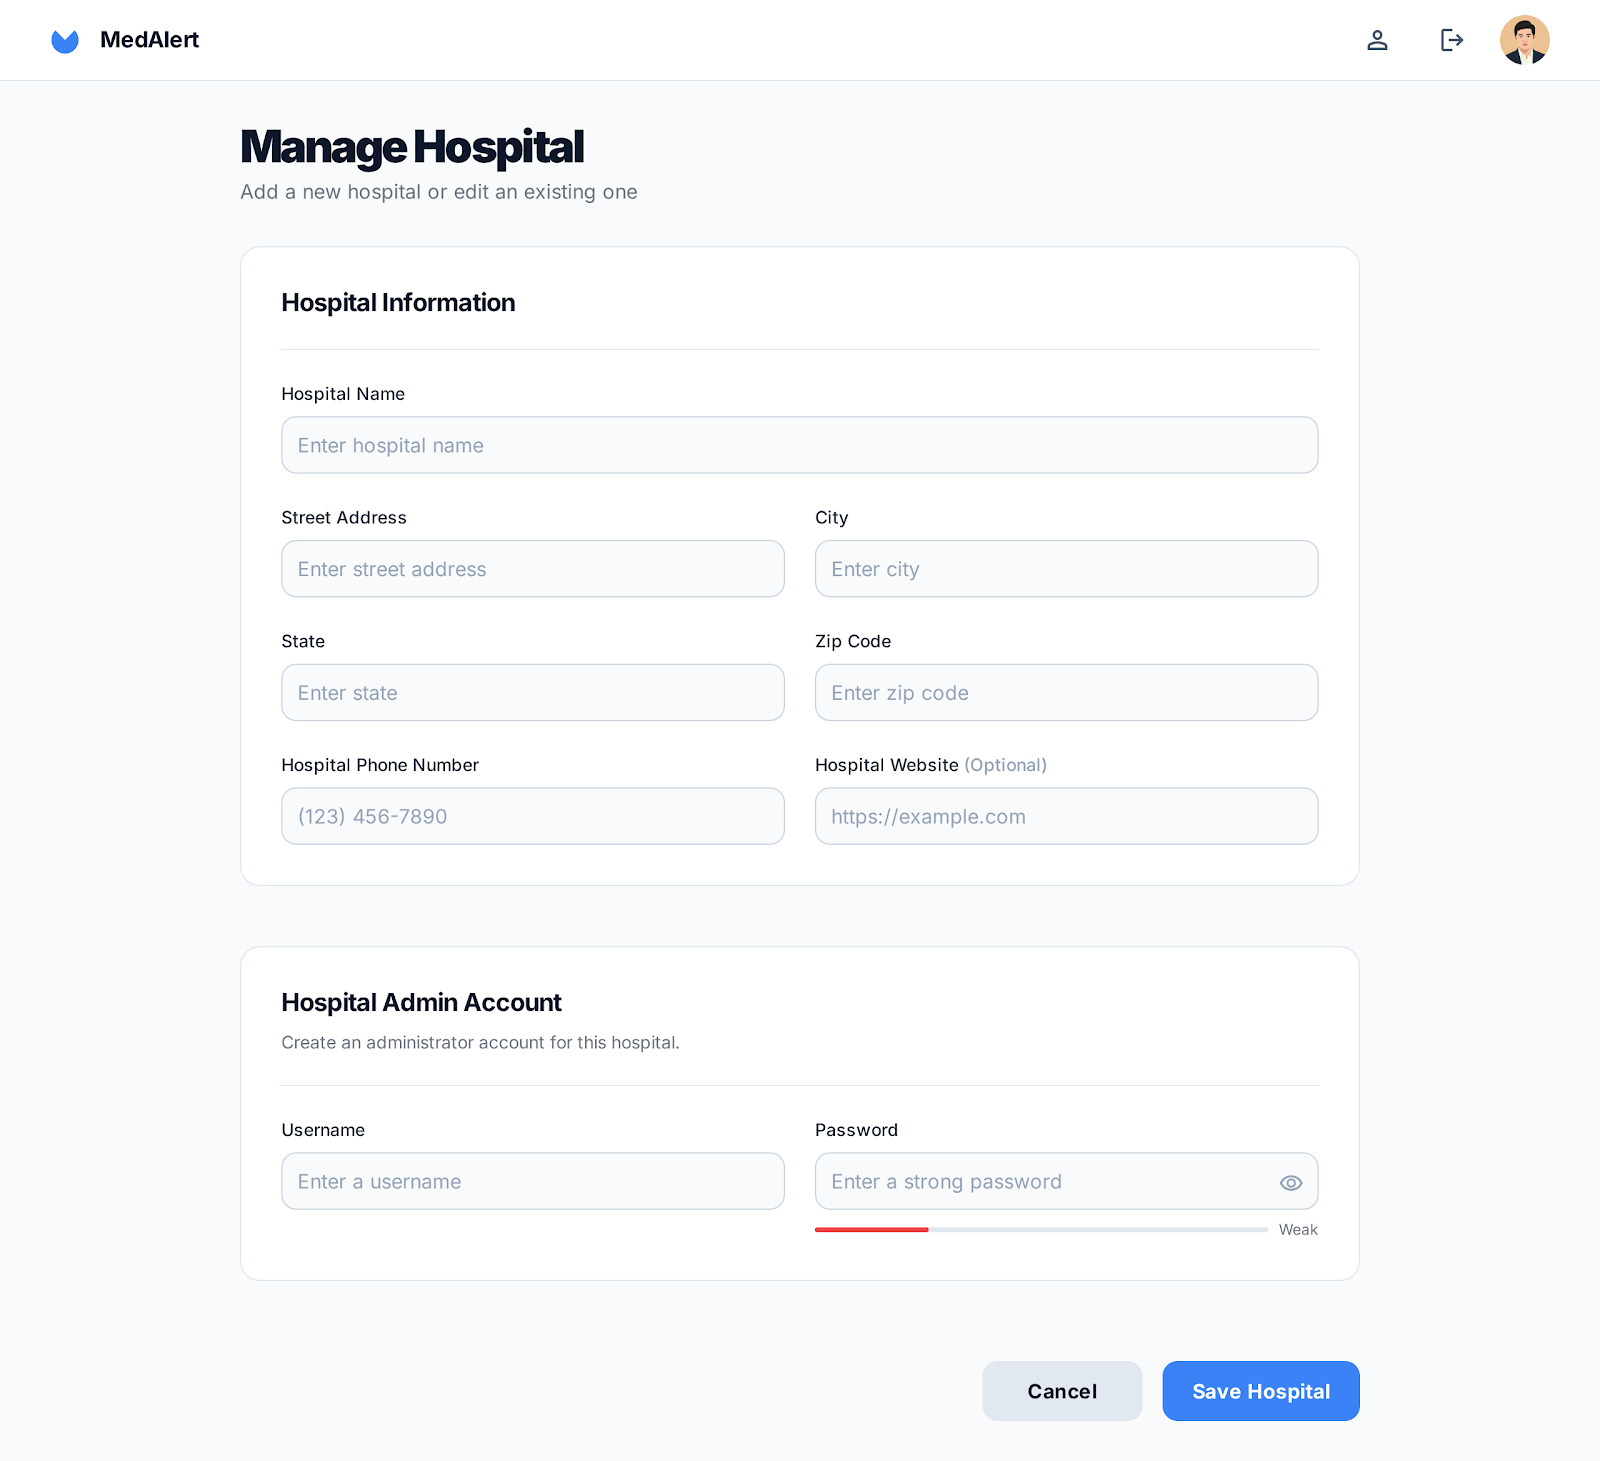 MedAlert
Manage Hospital
Add a new hospital or edit an existing one
Hospital Information
Hospital Name
Enter hospital name
Street Address
City
Enter street address
Enter city
State
Zip Code
Enter state
Enter zip code
Hospital Phone Number
Hospital Website (Optional)
(123) 456-7890
https://example.com
Hospital Admin Account
Create an administrator account for this hospital.
Username
Password
Enter a username
Enter a strong password
Weak
Cancel
Save Hospital